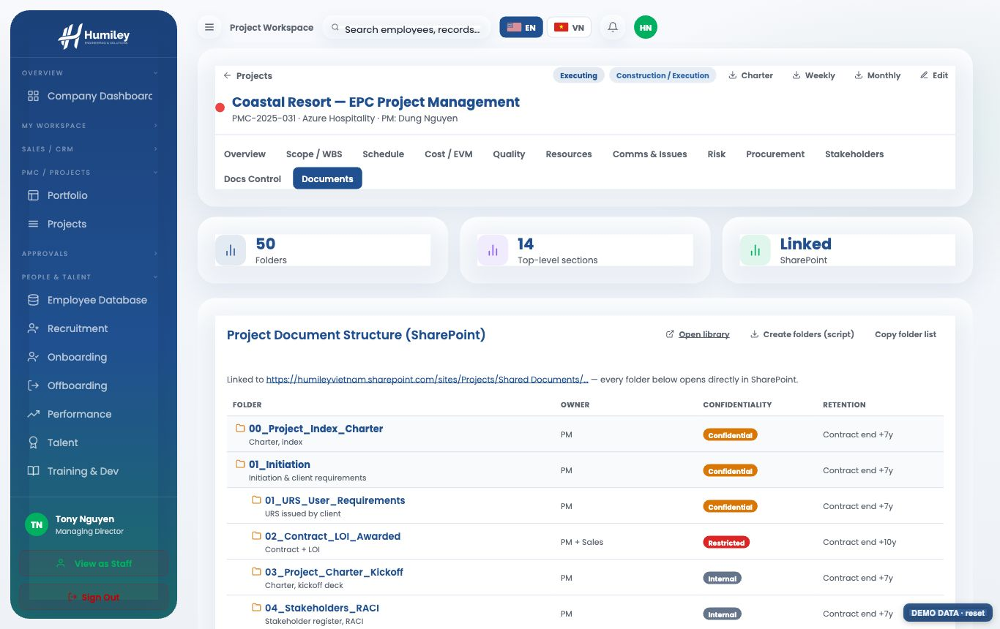 Humiley
ENGINEERING & SOLUTIONS
OVERVIEW
Company Dashboard
MY WORKSPACE
SALES / CRM
PMC / PROJECTS
Portfolio
Projects
APPROVALS
PEOPLE & TALENT
Employee Database
Recruitment
Onboarding
Offboarding
Performance
Talent
Training & Dev
TN
Tony Nguyen
Managing Director
View as Staff
Sign Out
Project Workspace
Search employees, records...
EN
VN
HN
Projects
Executing
Construction / Execution
Charter
Weekly
Monthly
Edit
Coastal Resort — EPC Project Management
PMC-2025-031 · Azure Hospitality · PM: Dung Nguyen
Overview Scope / WBS Schedule Cost / EVM Quality Resources Comms & Issues Risk Procurement Stakeholders
Docs Control Documents
50
Folders
14
Top-level sections
Linked
SharePoint
Project Document Structure (SharePoint)
Open library
Create folders (script)
Copy folder list
Linked to https://humileyvietnam.sharepoint.com/sites/Projects/Shared Documents/… — every folder below opens directly in SharePoint.
FOLDER OWNER CONFIDENTIALITY RETENTION
00_Project_Index_Charter PM Confidential Contract end +7y
Charter, index
01_Initiation PM Confidential Contract end +7y
Initiation & client requirements
01_URS_User_Requirements PM Confidential Contract end +7y
URS issued by client
02_Contract_LOI_Awarded PM + Sales Restricted Contract end +10y
Contract + LOI
03_Project_Charter_Kickoff PM Internal Contract end +7y
Charter, kickoff deck
04_Stakeholders_RACI PM Internal Contract end +7y
Stakeholder register, RACI
DEMO DATA · reset